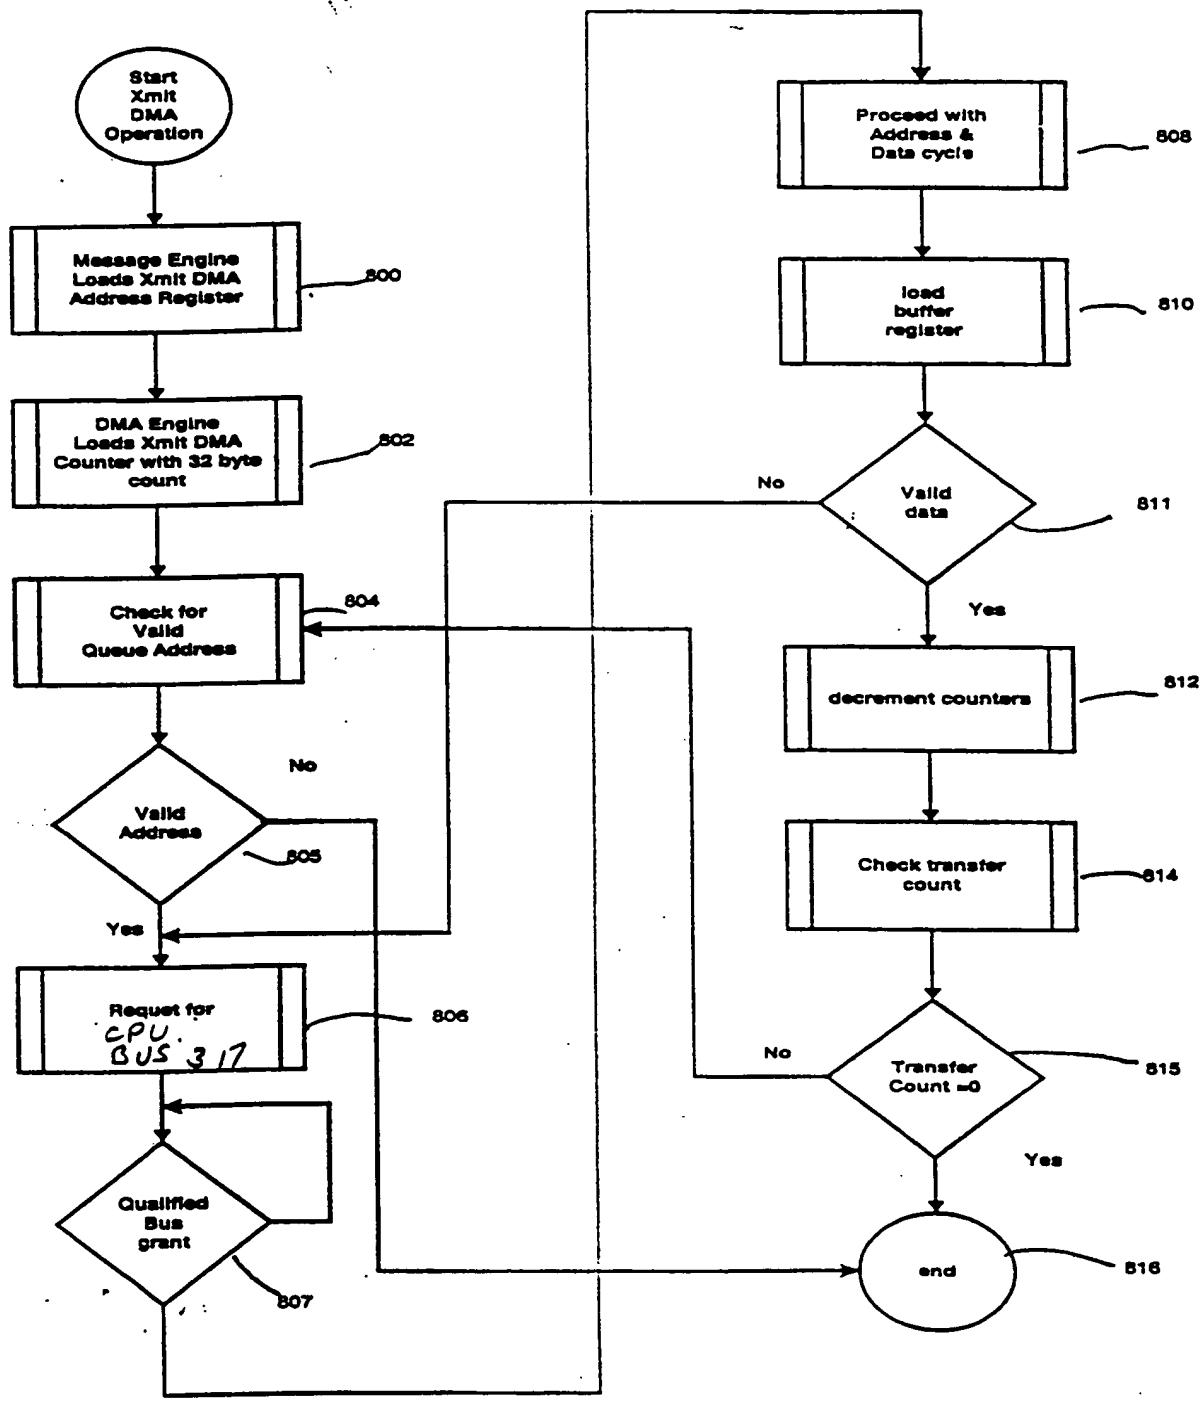 Start
Xmit
DMA
Operation
Message Engine
Loads Xmit DMA
Address Register
800
DMA Engine
Loads Xmit DMA
Counter with 32 byte
count
802
Check for
Valid
Queue Address
804
Valid
Address
805
No
Yes
Requet for
CPU
BUS 317
806
Qualified
Bus
grant
807
Proceed with
Address &
Data cycle
808
load
buffer
register
810
Valid
data
811
No
Yes
decrement counters
812
Check transfer
count
814
Transfer
Count =0
815
No
Yes
end
816